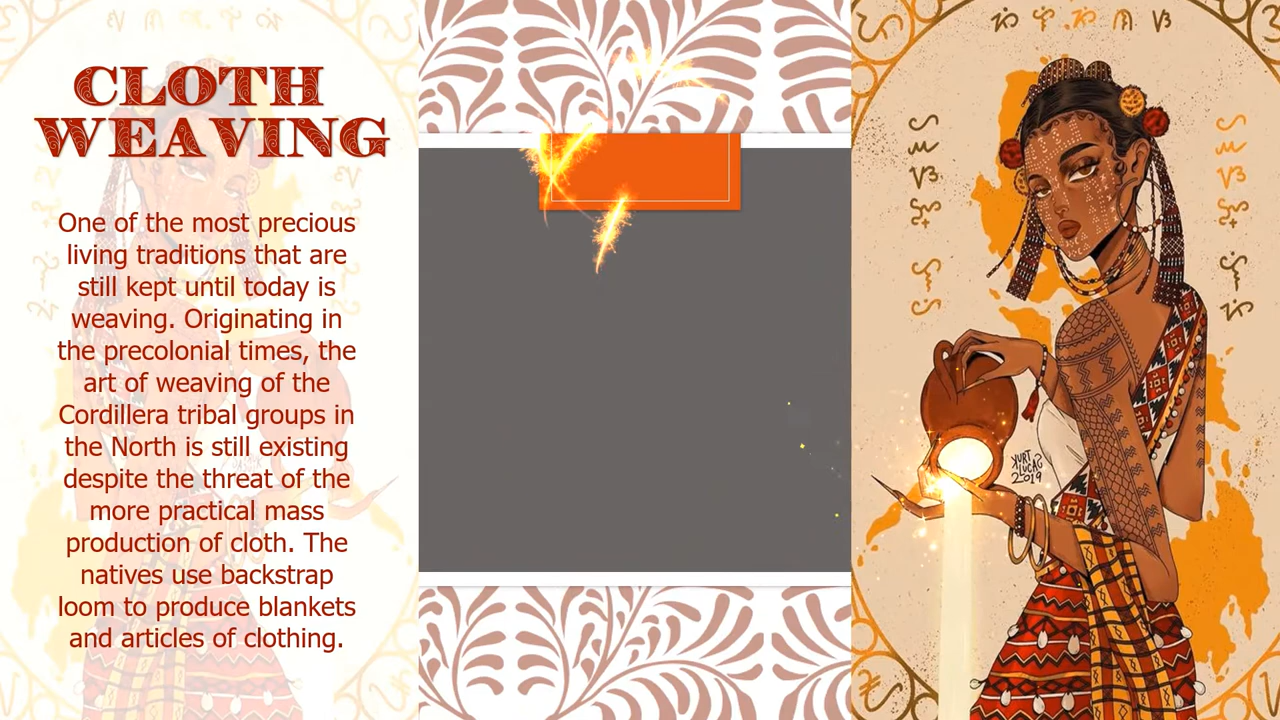 CLOTH
WEAVING
One of the most precious
living traditions that are
still kept until today is
weaving. Originating in
the precolonial times, the
art of weaving of the
Cordillera tribal groups in
the North is still existing
despite the threat of the
more practical mass
production of cloth. The
natives use backstrap
loom to produce blankets
and articles of clothing.
KURT
LUCAS
2019